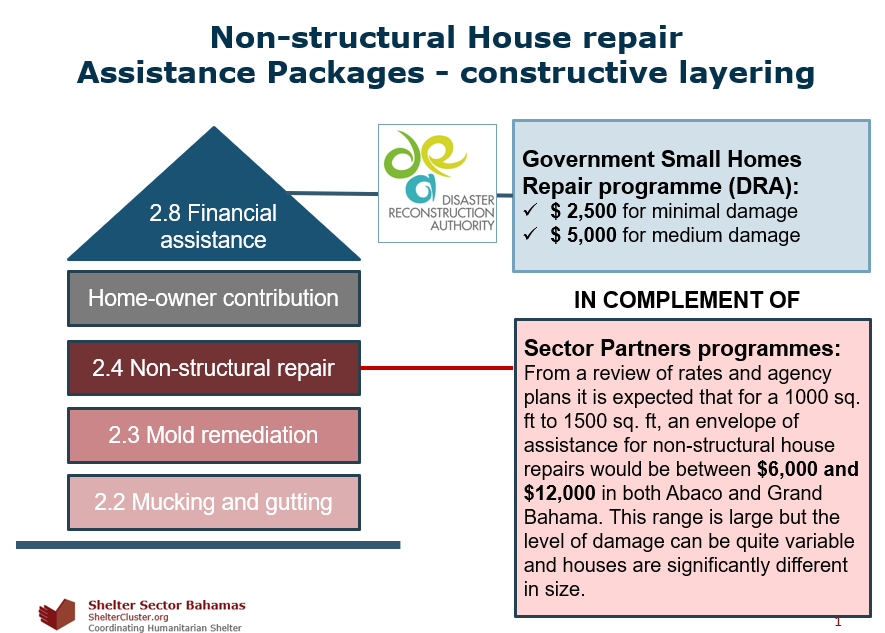 Non-structural House repair
Assistance Packages - constructive layering
2.8 Financial
assistance
Home-owner contribution
2.4 Non-structural repair
2.3 Mold remediation
2.2 Mucking and gutting
DISASTER
RECONSTRUCTION
AUTHORITY
Government Small Homes
Repair programme (DRA):
✓ $ 2,500 for minimal damage
✓ $ 5,000 for medium damage
IN COMPLEMENT OF
Sector Partners programmes:
From a review of rates and agency
plans it is expected that for a 1000 sq.
ft to 1500 sq. ft, an envelope of
assistance for non-structural house
repairs would be between $6,000 and
$12,000 in both Abaco and Grand
Bahama. This range is large but the
level of damage can be quite variable
and houses are significantly different
in size.
Shelter Sector Bahamas
ShelterCluster.org
Coordinating Humanitarian Shelter
1